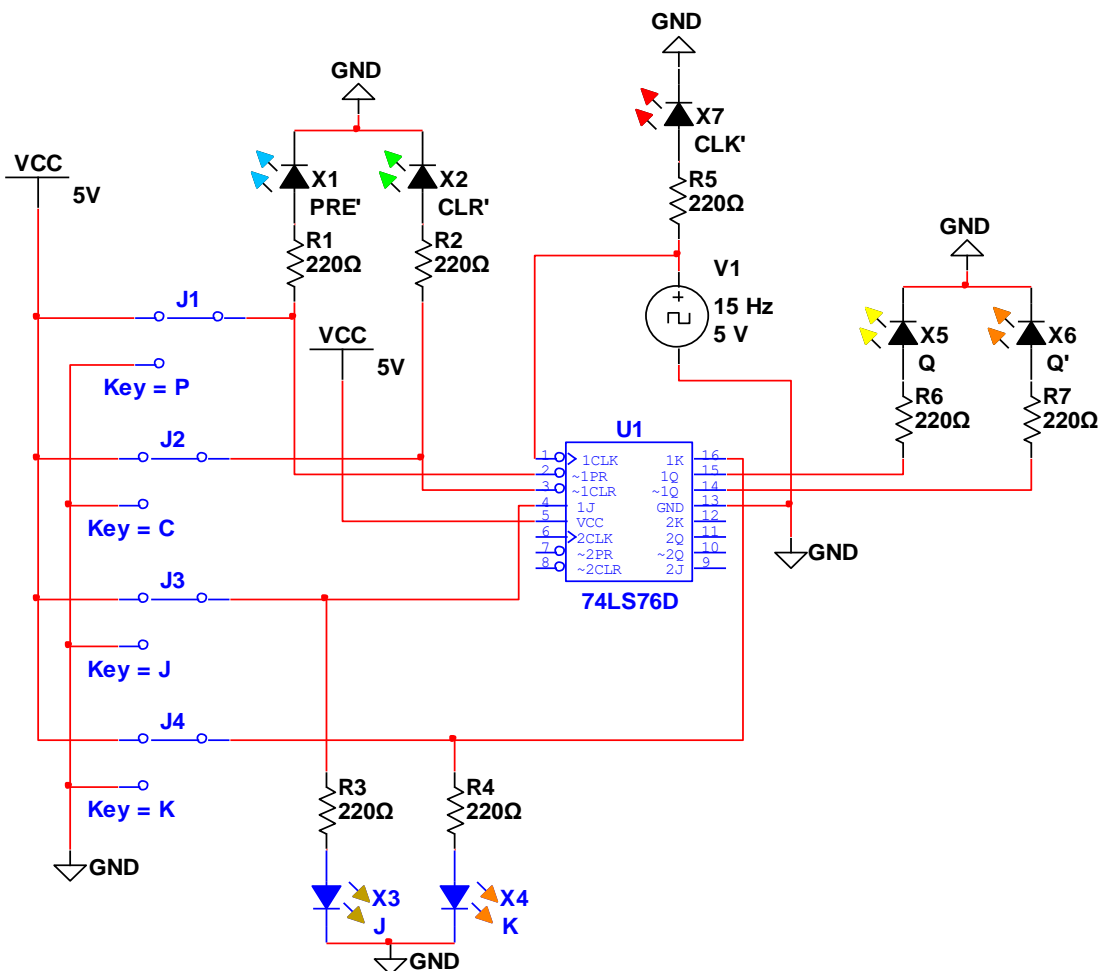 GND
GND
X7
CLK'
VCC
5V
X1
PRE'
X2
CLR'
R5
220Ω
GND
R1
220Ω
R2
220Ω
V1
15 Hz
5 V
J1
VCC
5V
X5
Q
X6
Q'
Key = P
R6
220Ω
R7
220Ω
J2
U1
1 1CLK 1K 16
2 ~1PR 1Q 15
3 ~1CLR ~1Q 14
4 1J GND 13
5 VCC 2K 12
6 2CLK 2Q 11
7 ~2PR ~2Q 10
8 ~2CLR 2J 9
74LS76D
Key = C
GND
J3
Key = J
J4
R3
220Ω
R4
220Ω
Key = K
GND
X3
J
X4
K
GND